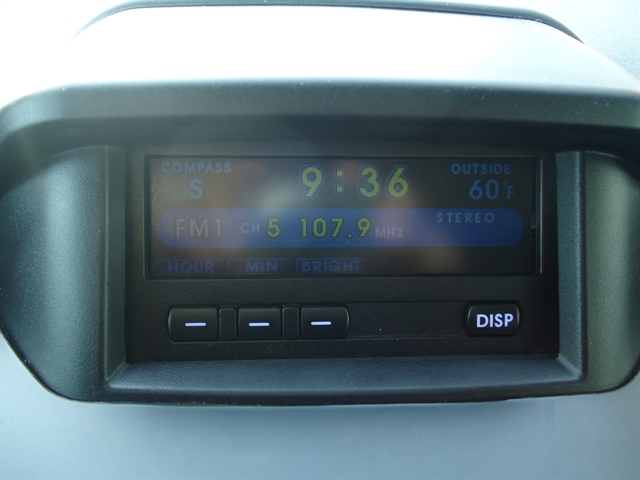 COMPASS 9:36 OUTSIDE
S 60°F
FM1 CH 5 107.9 MHz STEREO
HOUR MIN BRIGHT
DISP